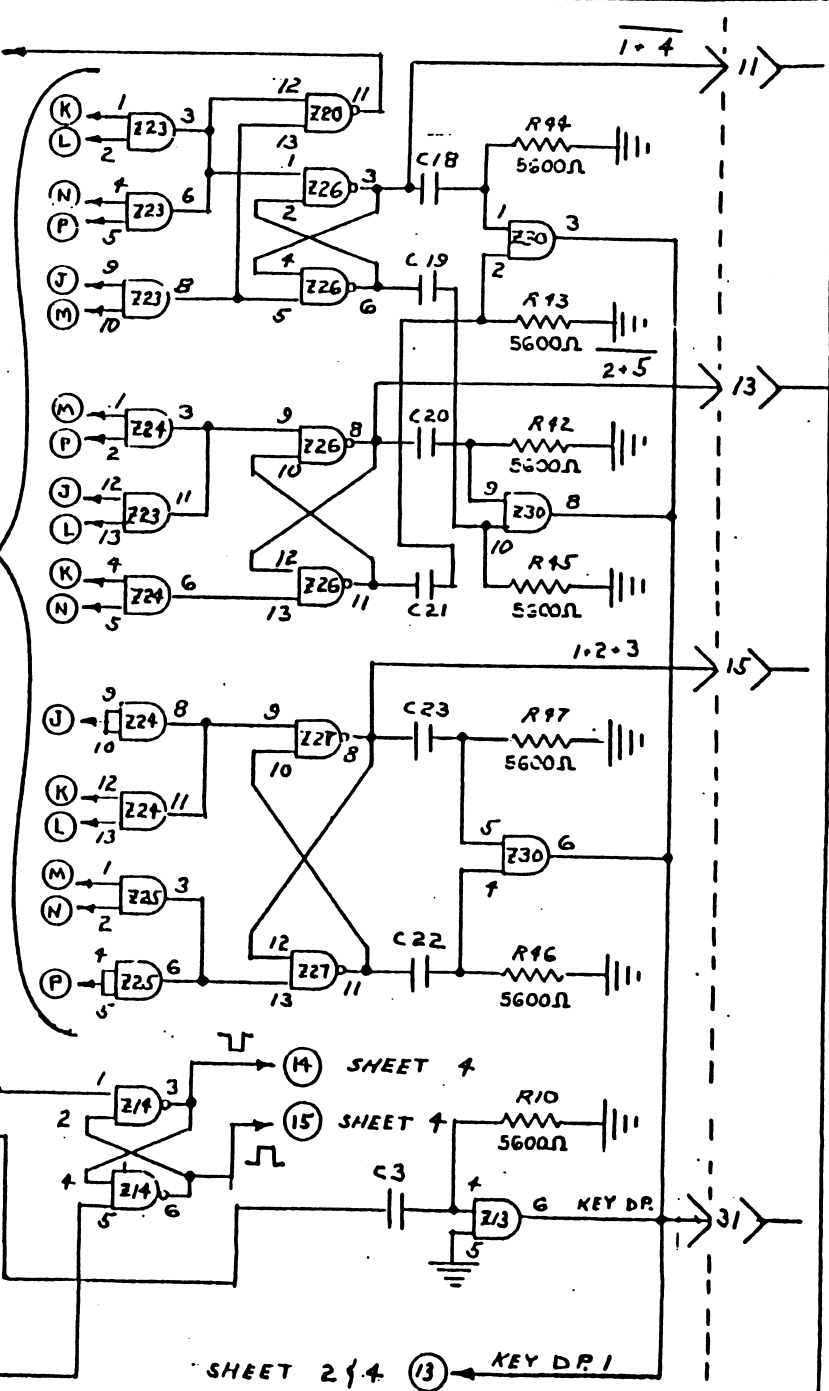 1 + 4
11
12
11
K
1
3
Z20
L
2
Z23
13
R44
5600Ω
1
3
C18
N
4
6
Z26
P
5
Z23
2
1
3
Z30
2
J
9
8
4
C19
M
10
Z23
5
Z26
6
R43
5600Ω
2 + 5
13
M
1
3
9
8
C20
R42
P
2
Z24
Z26
10
5600Ω
J
12
11
9
8
L
13
Z23
Z30
10
K
4
6
12
R45
N
5
Z24
13
Z26
11
C21
5600Ω
1+2+3
15
9
8
9
C23
R47
J
10
Z24
Z27
8
5600Ω
10
K
12
11
L
13
Z24
5
6
Z30
4
M
1
3
N
2
Z25
12
C22
R46
P
4
6
Z27
5
Z25
13
11
5600Ω
14 SHEET 4
1
3
Z14
2
15 SHEET 4
R10
5600Ω
4
C3
4
6
KEY DP.
31
Z14
5
6
Z13
5
SHEET 2 & 4 13 KEY DP. 1